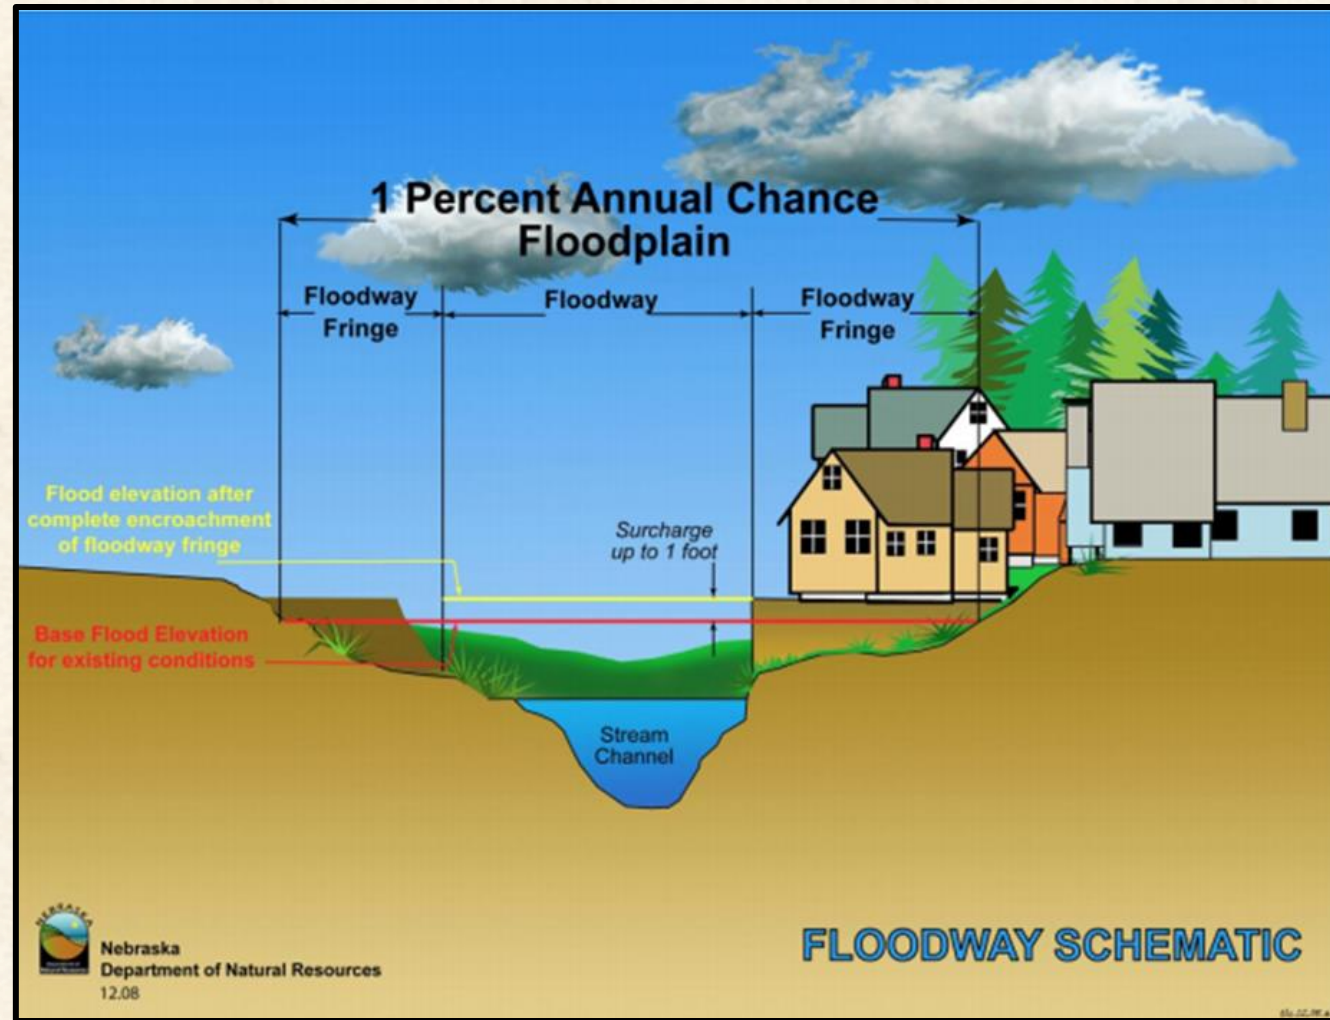 1 Percent Annual Chance
Floodplain
Floodway
Fringe
Floodway
Floodway
Fringe
Flood elevation after
complete encroachment
of floodway fringe
Surcharge
up to 1 foot
Base Flood Elevation
for existing conditions
Stream
Channel
NEBRASKA
Nebraska
Department of Natural Resources
12.08
FLOODWAY SCHEMATIC